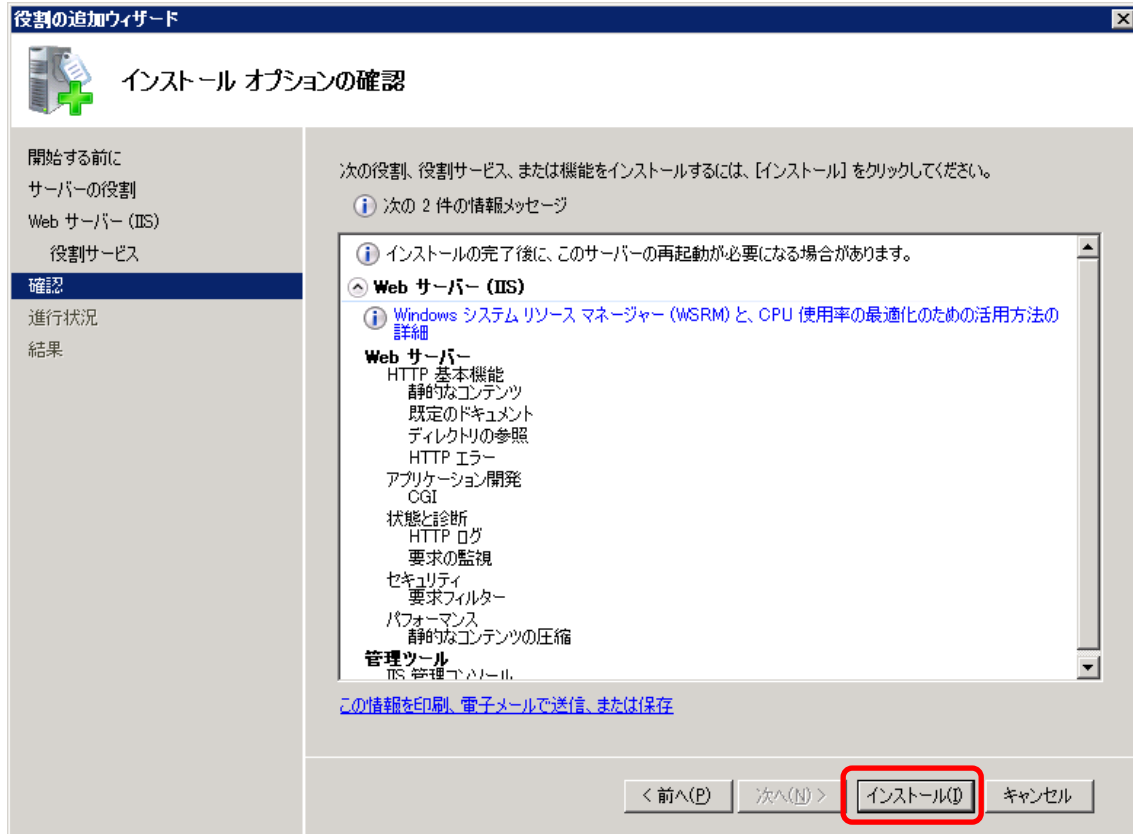 役割の追加ウィザード
インストール オプションの確認
開始する前に
サーバーの役割
Web サーバー (IIS)
役割サービス
確認
進行状況
結果
次の役割、役割サービス、または機能をインストールするには、[インストール] をクリックしてください。
次の 2 件の情報メッセージ
インストールの完了後に、このサーバーの再起動が必要になる場合があります。
Web サーバー (IIS)
Windows システム リソース マネージャー (WSRM) と、CPU 使用率の最適化のための活用方法の
詳細
Web サーバー
HTTP 基本機能
静的なコンテンツ
既定のドキュメント
ディレクトリの参照
HTTP エラー
アプリケーション開発
CGI
状態と診断
HTTP ログ
要求の監視
セキュリティ
要求フィルター
パフォーマンス
静的なコンテンツの圧縮
管理ツール
IIS 管理コンソール
この情報を印刷、電子メールで送信、または保存
< 前へ(P)
次へ(N) >
インストール(I)
キャンセル